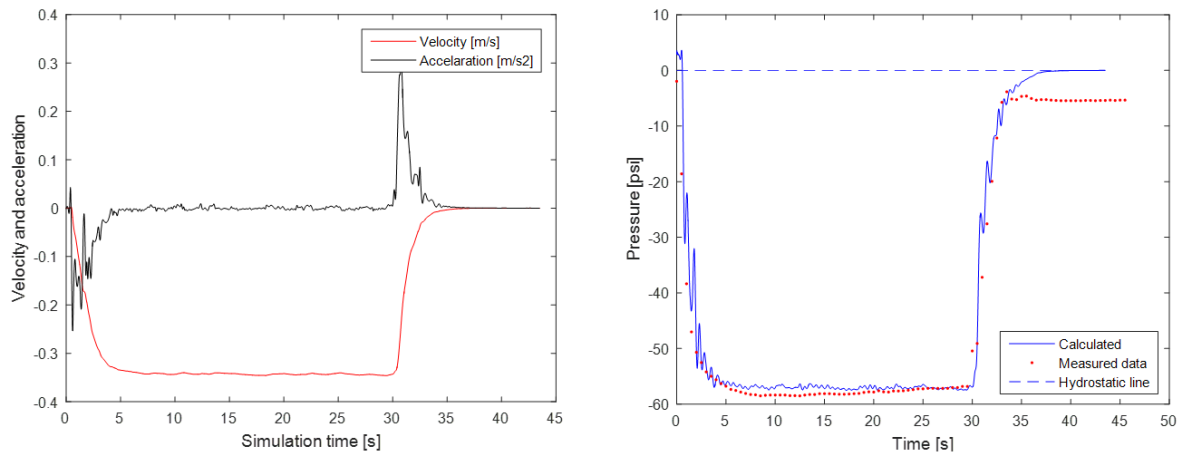 0.4
0.3
0.2
0.1
0
-0.1
-0.2
-0.3
-0.4
Velocity and acceleration
Velocity [m/s]
Accelaration [m/s2]
0 5 10 15 20 25 30 35 40 45
Simulation time [s]
10
0
-10
-20
-30
-40
-50
-60
Pressure [psi]
Calculated
Measured data
Hydrostatic line
0 5 10 15 20 25 30 35 40 45 50
Time [s]